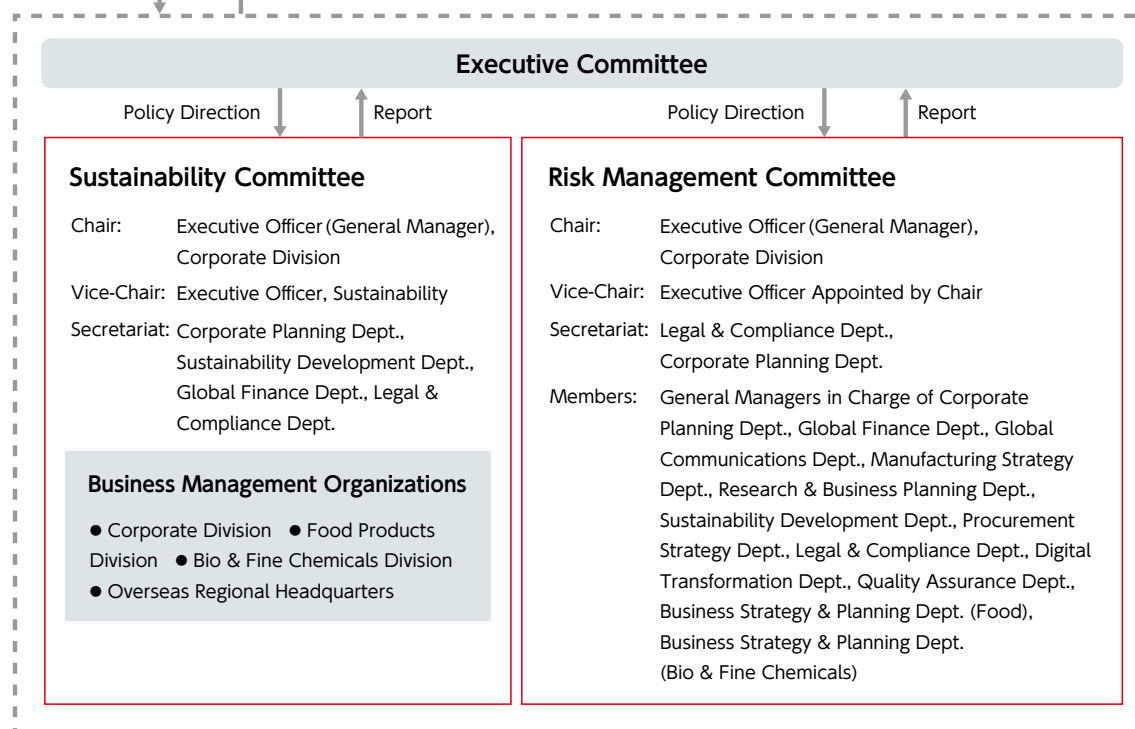 Executive Committee
Policy Direction
Report
Policy Direction
Report
Sustainability Committee
Chair: Executive Officer (General Manager),
Corporate Division
Vice-Chair: Executive Officer, Sustainability
Secretariat: Corporate Planning Dept.,
Sustainability Development Dept.,
Global Finance Dept., Legal &
Compliance Dept.
Business Management Organizations
● Corporate Division ● Food Products
Division ● Bio & Fine Chemicals Division
● Overseas Regional Headquarters
Risk Management Committee
Chair: Executive Officer (General Manager),
Corporate Division
Vice-Chair: Executive Officer Appointed by Chair
Secretariat: Legal & Compliance Dept.,
Corporate Planning Dept.
Members: General Managers in Charge of Corporate
Planning Dept., Global Finance Dept., Global
Communications Dept., Manufacturing Strategy
Dept., Research & Business Planning Dept.,
Sustainability Development Dept., Procurement
Strategy Dept., Legal & Compliance Dept., Digital
Transformation Dept., Quality Assurance Dept.,
Business Strategy & Planning Dept. (Food),
Business Strategy & Planning Dept.
(Bio & Fine Chemicals)